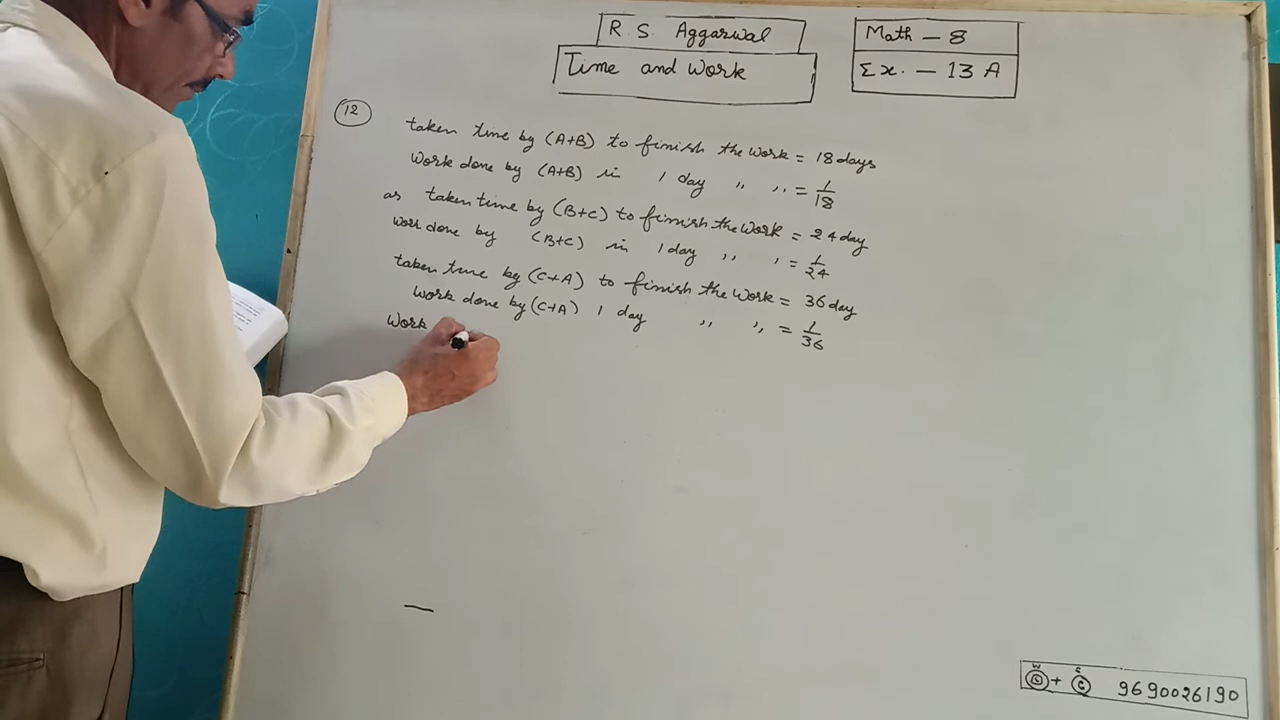 R S Aggarwal
Time and Work
Math - 8
Ex. - 13 A
12
taken time by (A+B) to finish the work = 18 days
Work done by (A+B) in 1 day ,, ,, = 1/18
as taken time by (B+C) to finish the Work = 24 day
work done by (B+C) in 1 day ,, ,, = 1/24
taken time by (C+A) to finish the Work = 36 day
Work done by (C+A) 1 day ,, ,, = 1/36
Work
+ 9690026190